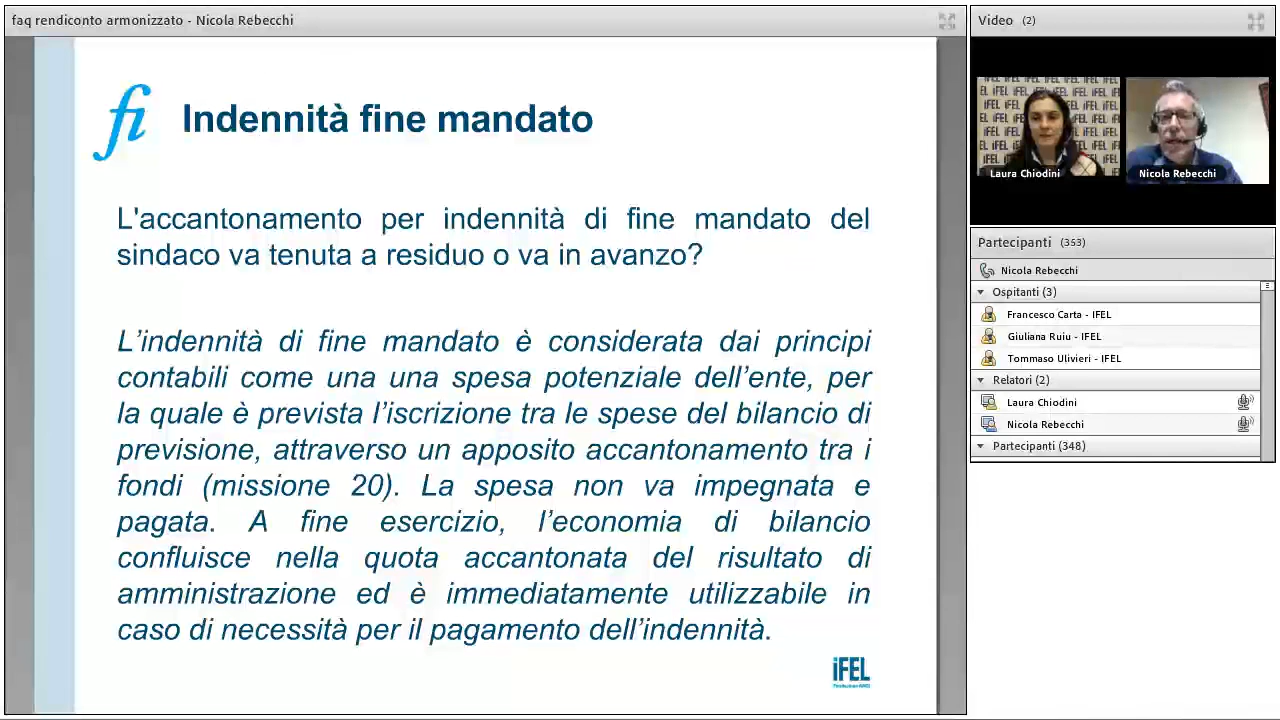 faq rendiconto armonizzato - Nicola Rebecchi
fi
Indennità fine mandato
L'accantonamento per indennità di fine mandato del
sindaco va tenuta a residuo o va in avanzo?
L’indennità di fine mandato è considerata dai principi
contabili come una una spesa potenziale dell’ente, per
la quale è prevista l’iscrizione tra le spese del bilancio di
previsione, attraverso un apposito accantonamento tra i
fondi (missione 20). La spesa non va impegnata e
pagata. A fine esercizio, l’economia di bilancio
confluisce nella quota accantonata del risultato di
amministrazione ed è immediatamente utilizzabile in
caso di necessità per il pagamento dell’indennità.
iFEL
Video (2)
Laura Chiodini
Nicola Rebecchi
Partecipanti (353)
Nicola Rebecchi
Ospitanti (3)
Francesco Carta - IFEL
Giuliana Ruiu - IFEL
Tommaso Ulivieri - IFEL
Relatori (2)
Laura Chiodini
Nicola Rebecchi
Partecipanti (348)